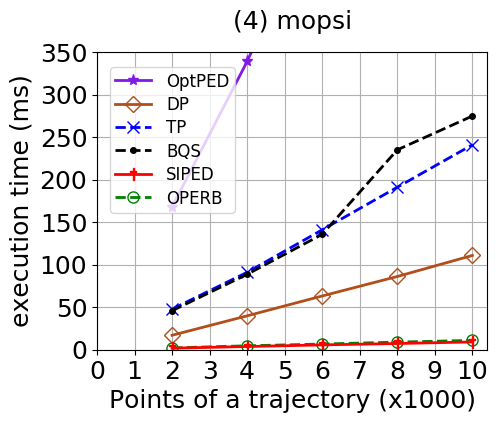 (4) mopsi
execution time (ms)
350
300
250
200
150
100
50
0
OptPED
DP
TP
BQS
SIPED
OPERB
0 1 2 3 4 5 6 7 8 9 10
Points of a trajectory (x1000)